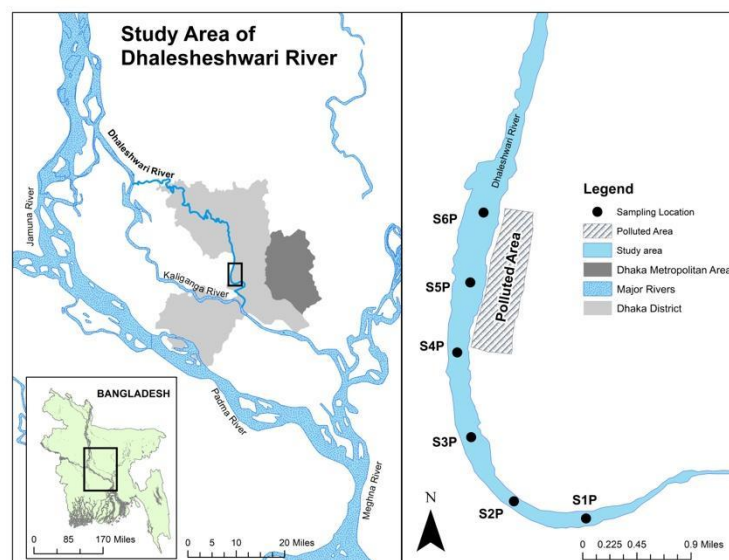 Study Area of
Dhalesheshwari River
Dhaleshwari River
Jamuna River
Kaliganga River
Padma River
Meghna River
BANGLADESH
0 85 170 Miles
0 5 10 20 Miles
Dhaleshwari River
S6P
S5P
S4P
S3P
S2P
S1P
Polluted Area
Legend
Sampling Location
Polluted Area
Study area
Dhaka Metropolitan Area
Major Rivers
Dhaka District
N
0 0.225 0.45 0.9 Miles